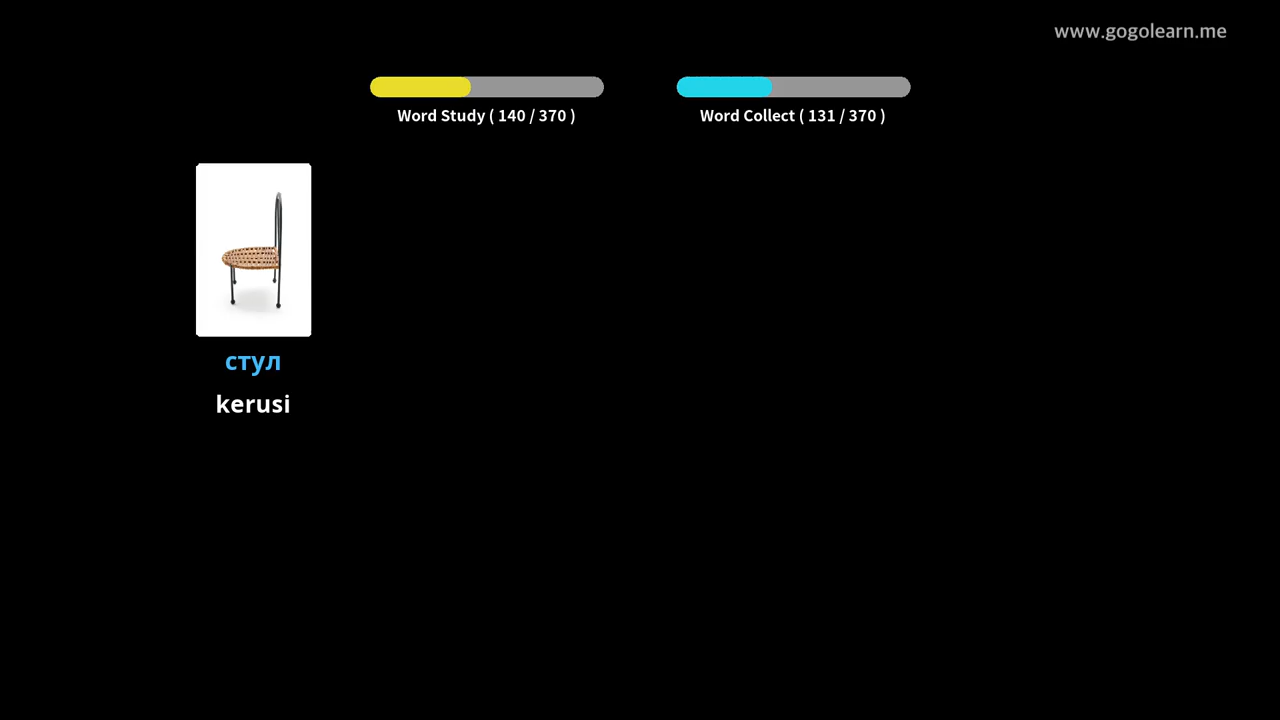 www.gogolearn.me
Word Study ( 140 / 370 )
Word Collect ( 131 / 370 )
стул
kerusi